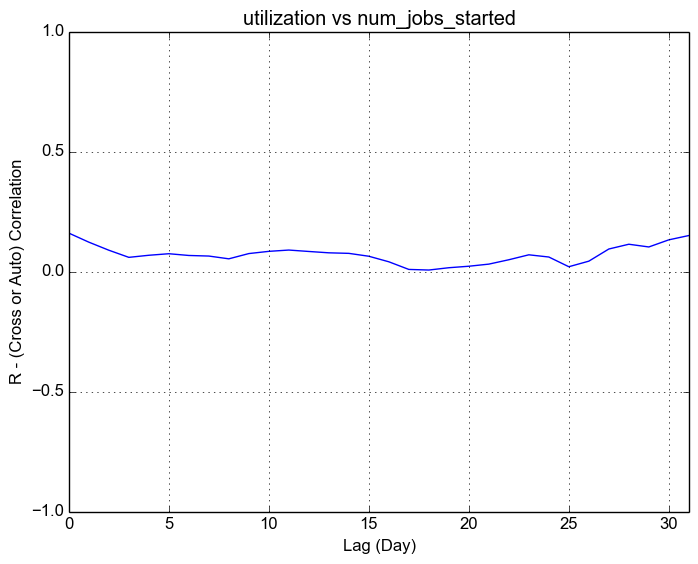 utilization vs num_jobs_started
1.0
0.5
0.0
−0.5
−1.0
R - (Cross or Auto) Correlation
0 5 10 15 20 25 30
Lag (Day)